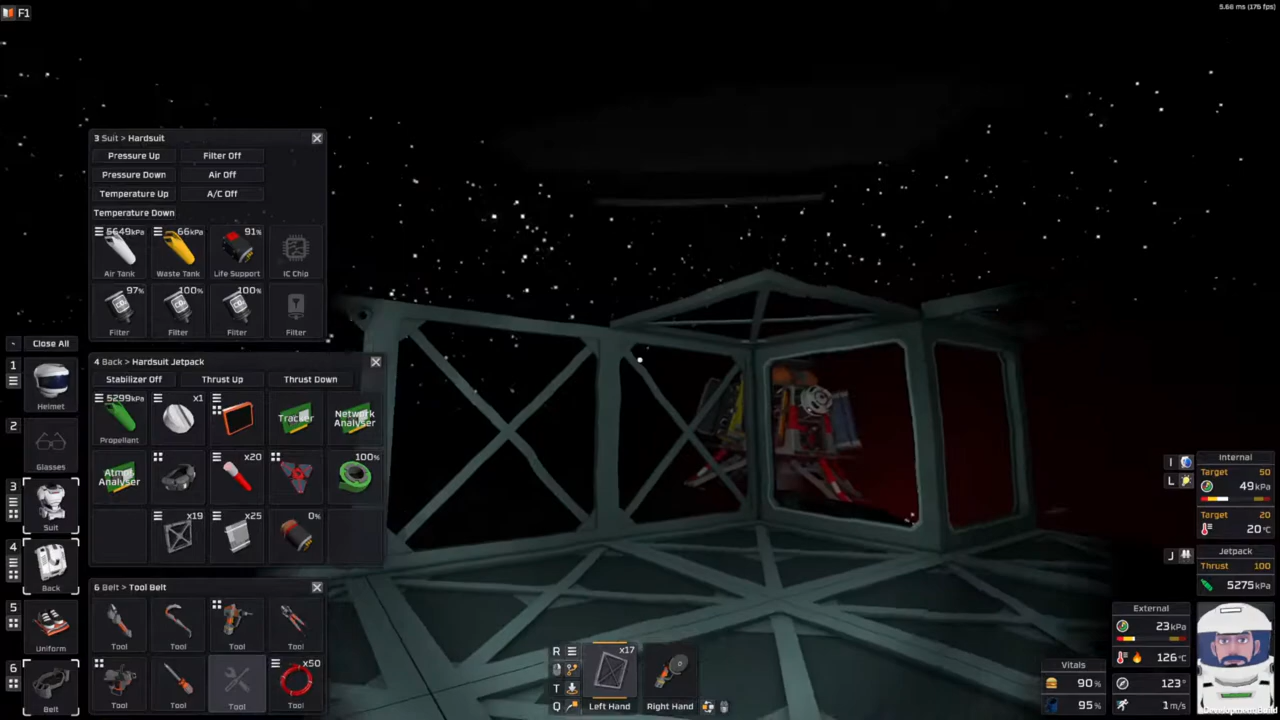 F1
5.68 ms (176 fps)
3 Suit > Hardsuit
Pressure Up
Filter Off
Pressure Down
Air Off
Temperature Up
A/C Off
Temperature Down
6649kPa
66kPa
91%
Air Tank
Waste Tank
Life Support
IC Chip
97%
100%
100%
Filter
Filter
Filter
Filter
Close All
1
Helmet
2
Glasses
3
Suit
4
Back
5
Uniform
6
Belt
4 Back > Hardsuit Jetpack
Stabilizer Off
Thrust Up
Thrust Down
5299kPa
x1
Propellant
Tracker
Network Analyser
Atmos Analyser
x20
100%
x19
x25
0%
6 Belt > Tool Belt
Tool
Tool
Tool
Tool
x50
Tool
Tool
Tool
Tool
R
T
Q
x17
Left Hand
Right Hand
I
L
Internal
Target 50
49kPa
Target 20
20°C
J
Jetpack
Thrust 100
5275kPa
External
23kPa
126°C
123°
1m/s
Vitals
90%
95%
Development Build